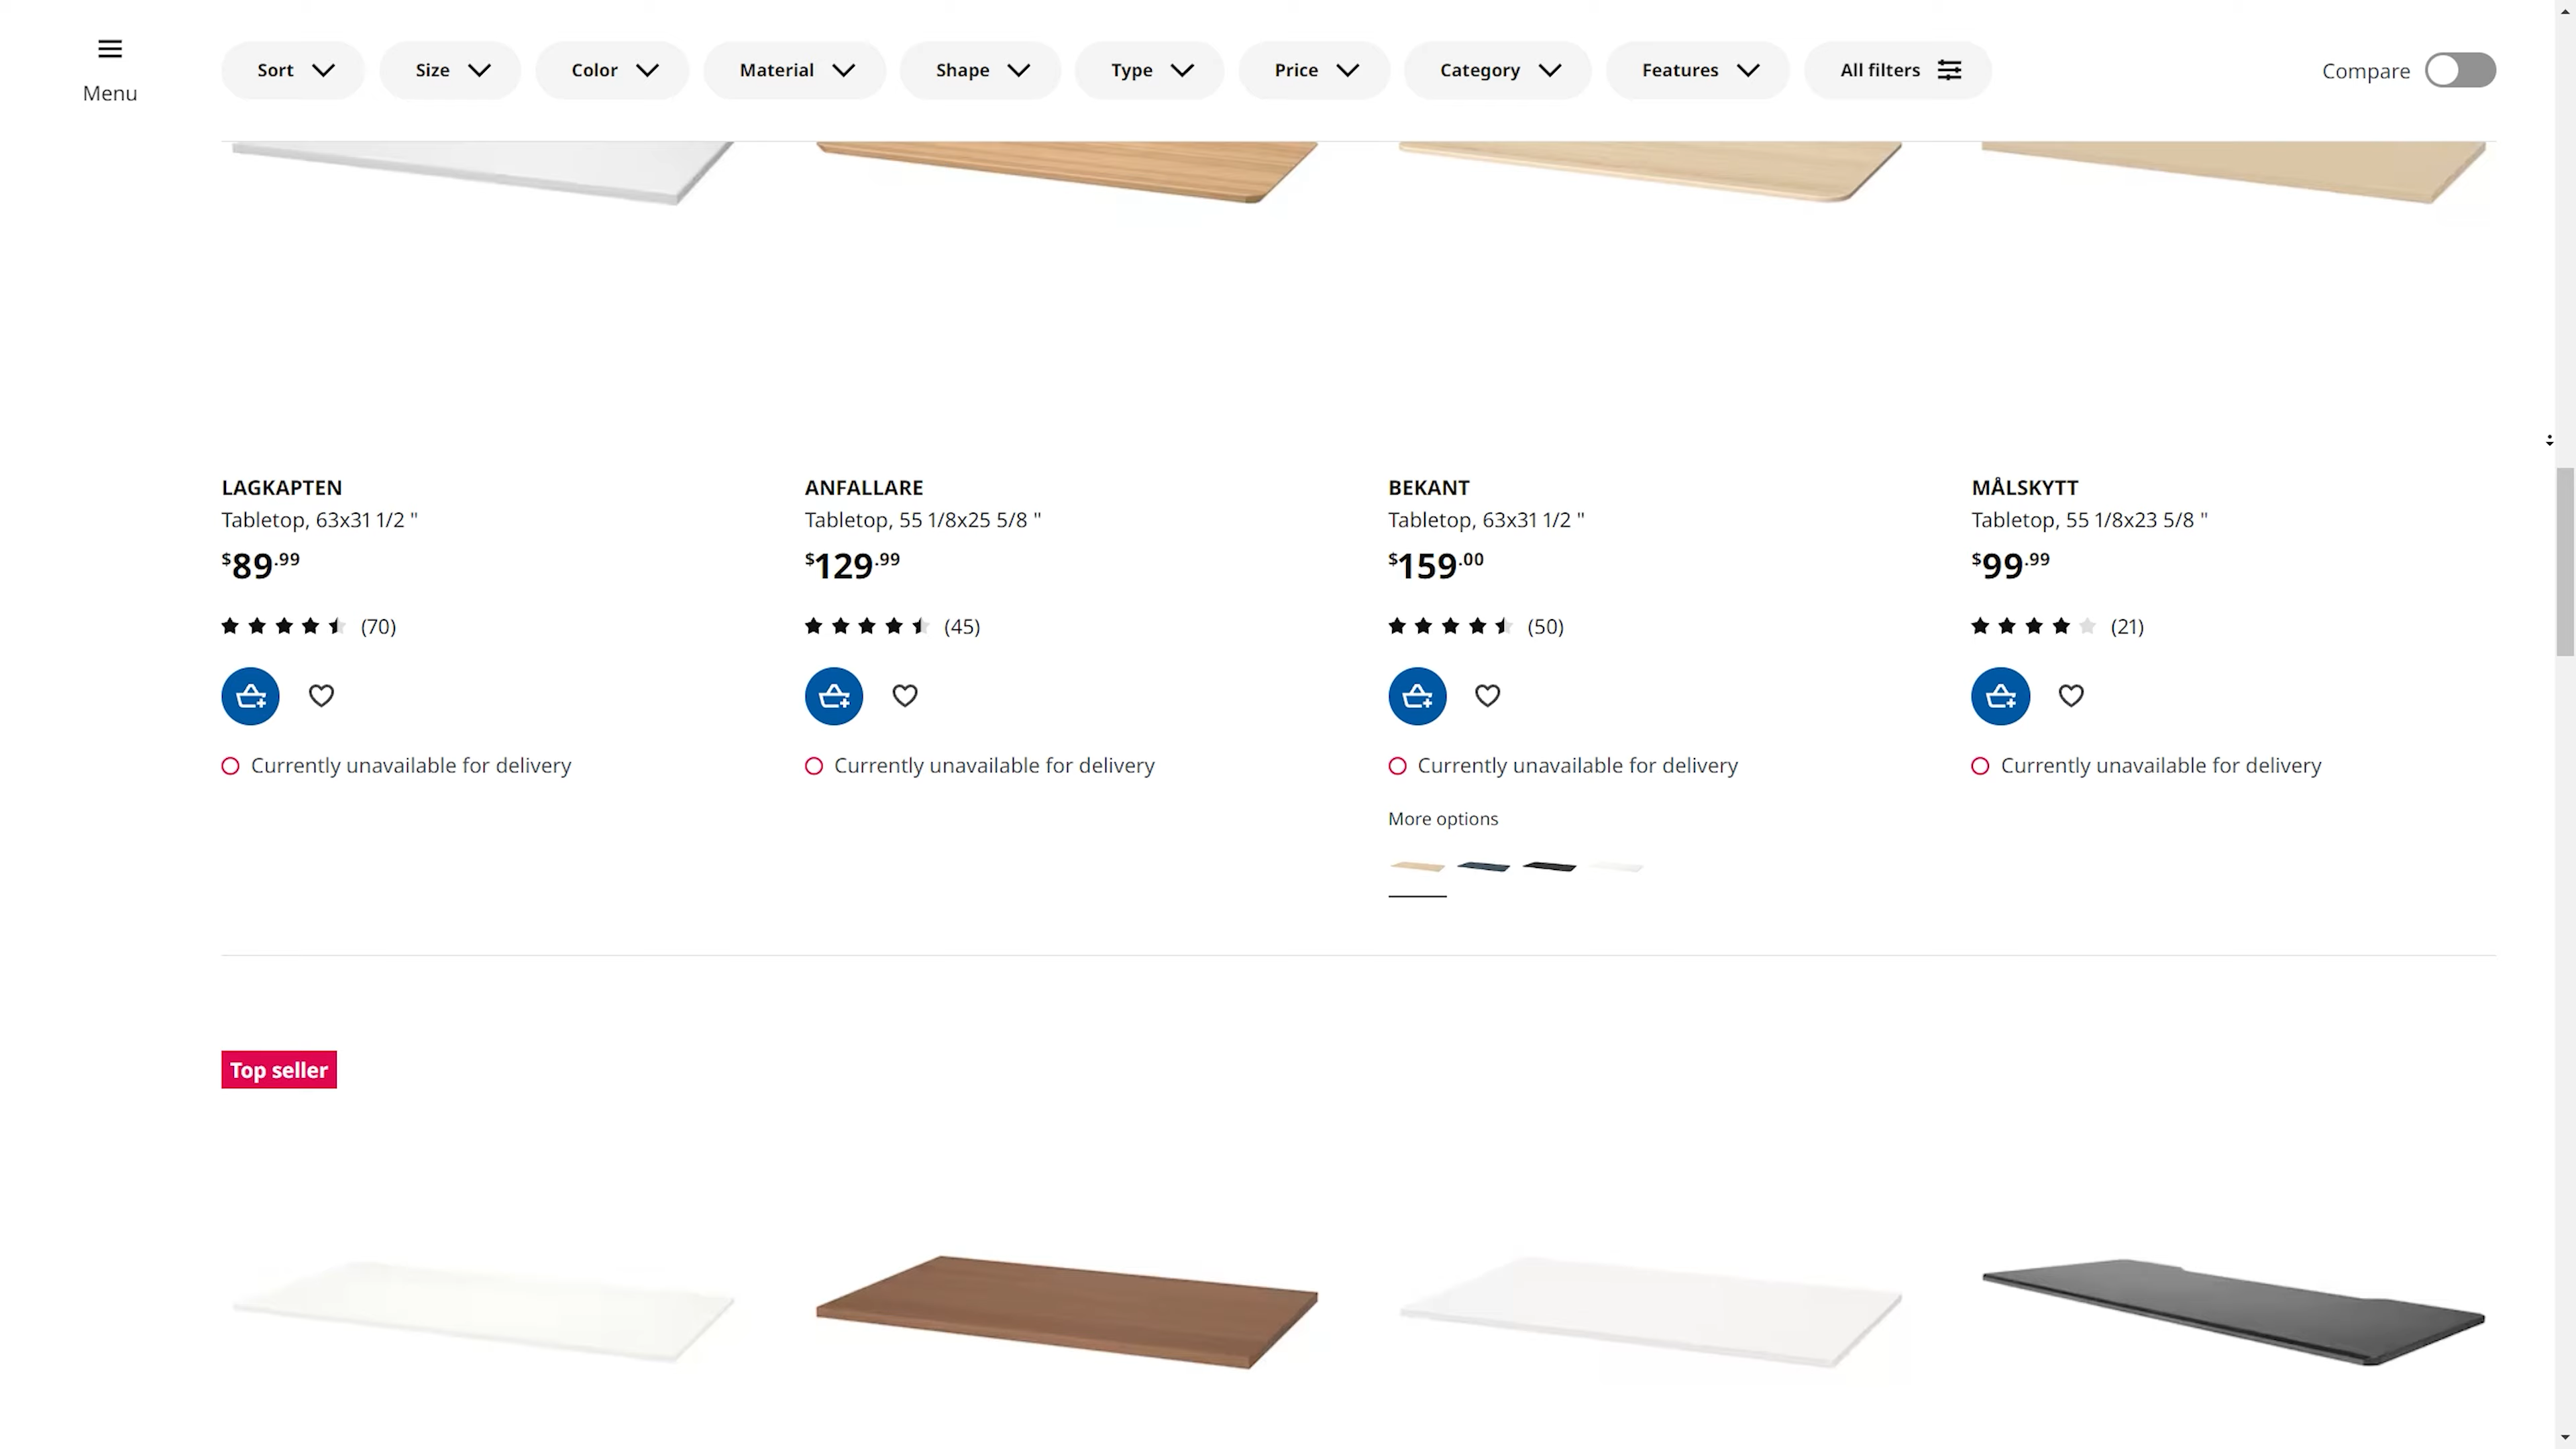 Menu
Sort
Size
Color
Material
Shape
Type
Price
Category
Features
All filters
Compare
LAGKAPTEN
Tabletop, 63x31 1/2 "
$89.99
(70)
Currently unavailable for delivery
ANFALLARE
Tabletop, 55 1/8x25 5/8 "
$129.99
(45)
Currently unavailable for delivery
BEKANT
Tabletop, 63x31 1/2 "
$159.00
(50)
Currently unavailable for delivery
More options
MÅLSKYTT
Tabletop, 55 1/8x23 5/8 "
$99.99
(21)
Currently unavailable for delivery
Top seller